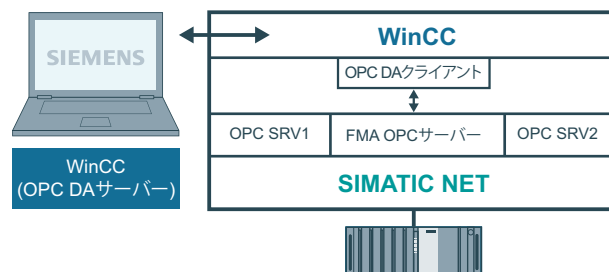 SIEMENS
WinCC
(OPC DAサーバー)
WinCC
OPC DAクライアント
OPC SRV1
FMA OPCサーバー
OPC SRV2
SIMATIC NET